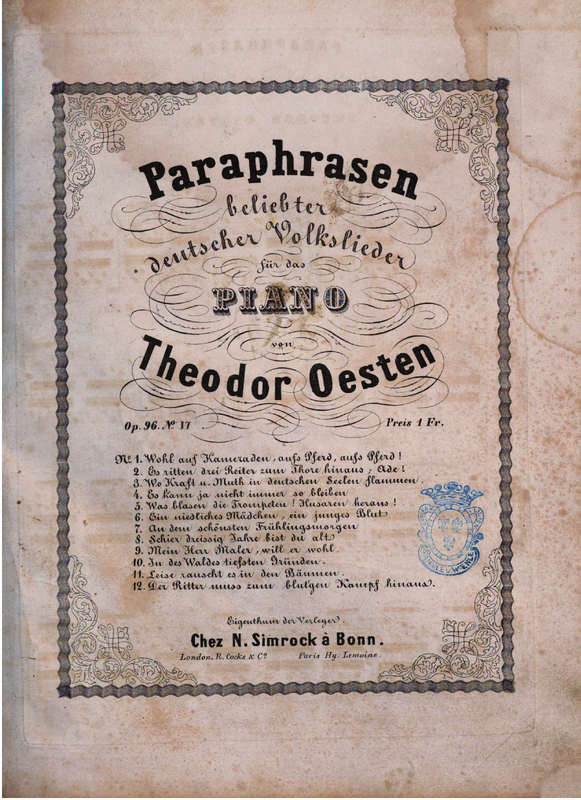 Paraphrasen
beliebter
deutscher Volkslieder
für das
PIANO
von
Theodor Oesten
Op. 96. No VI Preis 1 Fr.
No 1. Wohl auf Kameraden, aufs Pferd, aufs Pferd!
2. Es ritten drei Reiter zum Thore hinaus, Ade!
3. Wo Kraft u. Muth in deutschen Seelen flammen.
4. Es kann ja nicht immer so bleiben
5. Was blasen die Trompeten! Husaren heraus!
6. Ein niedliches Mädchen, ein junges Blut
7. An dem schönsten Frühlingsmorgen
8. Schier dreissig Jahre bist du alt
9. Mein Herr Maler, will er wohl.
10. In des Waldes tiefsten Gründen.
11. Leise rauscht es in den Bäumen.
12. Der Ritter muss zum blutgen Kampf hinaus.
Eigenthum der Verleger.
Chez N. Simrock à Bonn.
London, R. Cocks & Co Paris Hy. Lemoine.